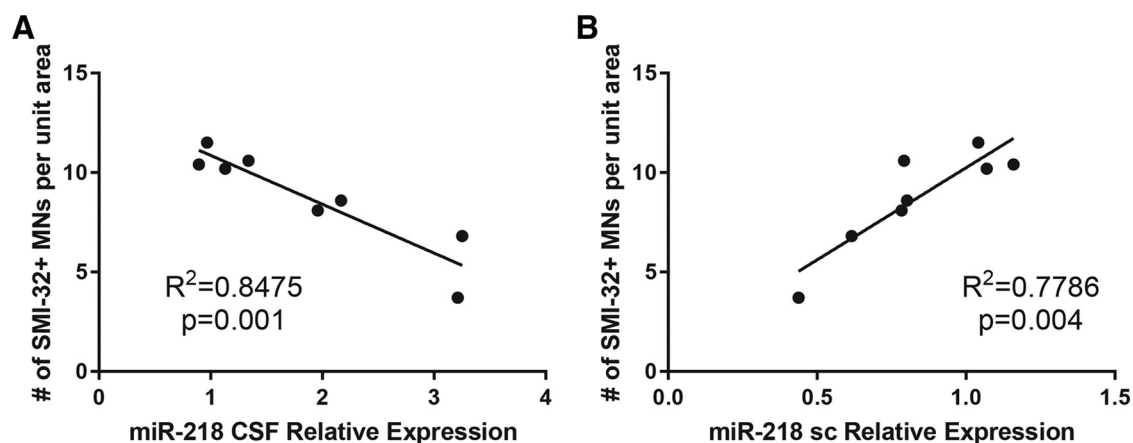 A
# of SMI-32+ MNs per unit area
15
10
5
0
R²=0.8475
p=0.001
0
1
2
3
4
miR-218 CSF Relative Expression
B
# of SMI-32+ MNs per unit area
15
10
5
0
R²=0.7786
p=0.004
0.0
0.5
1.0
1.5
miR-218 sc Relative Expression